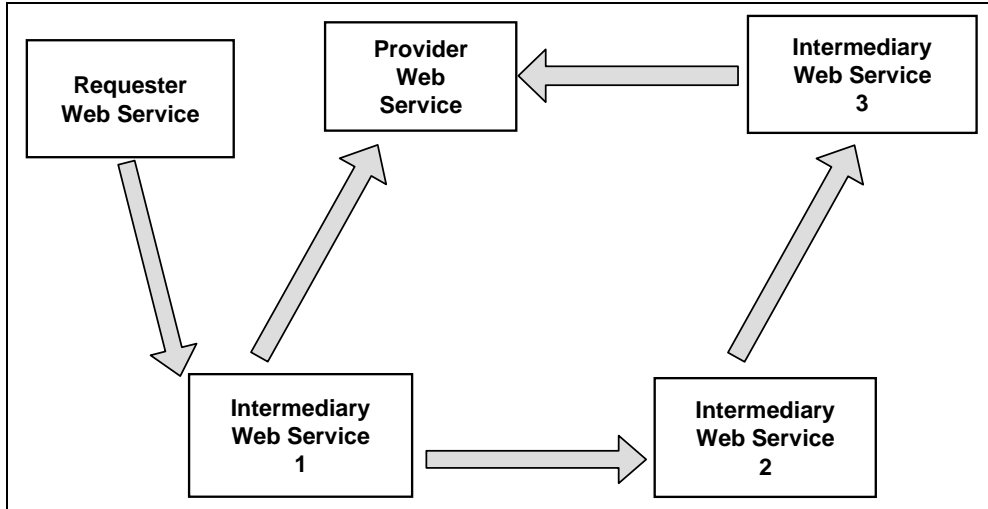 Requester
Web Service
Provider
Web
Service
Intermediary
Web Service
3
Intermediary
Web Service
1
Intermediary
Web Service
2